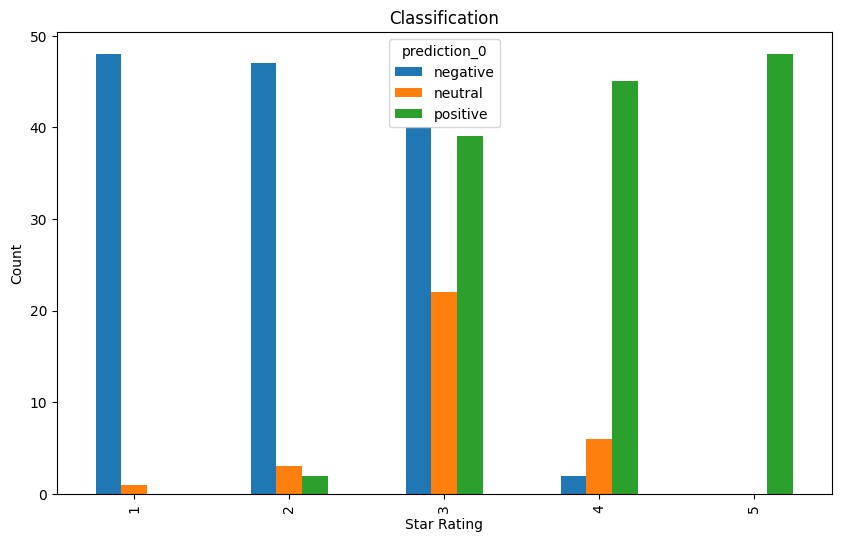 Classification
prediction_0
negative
neutral
positive
50
40
30
20
10
0
Count
1 2 3 4 5
Star Rating